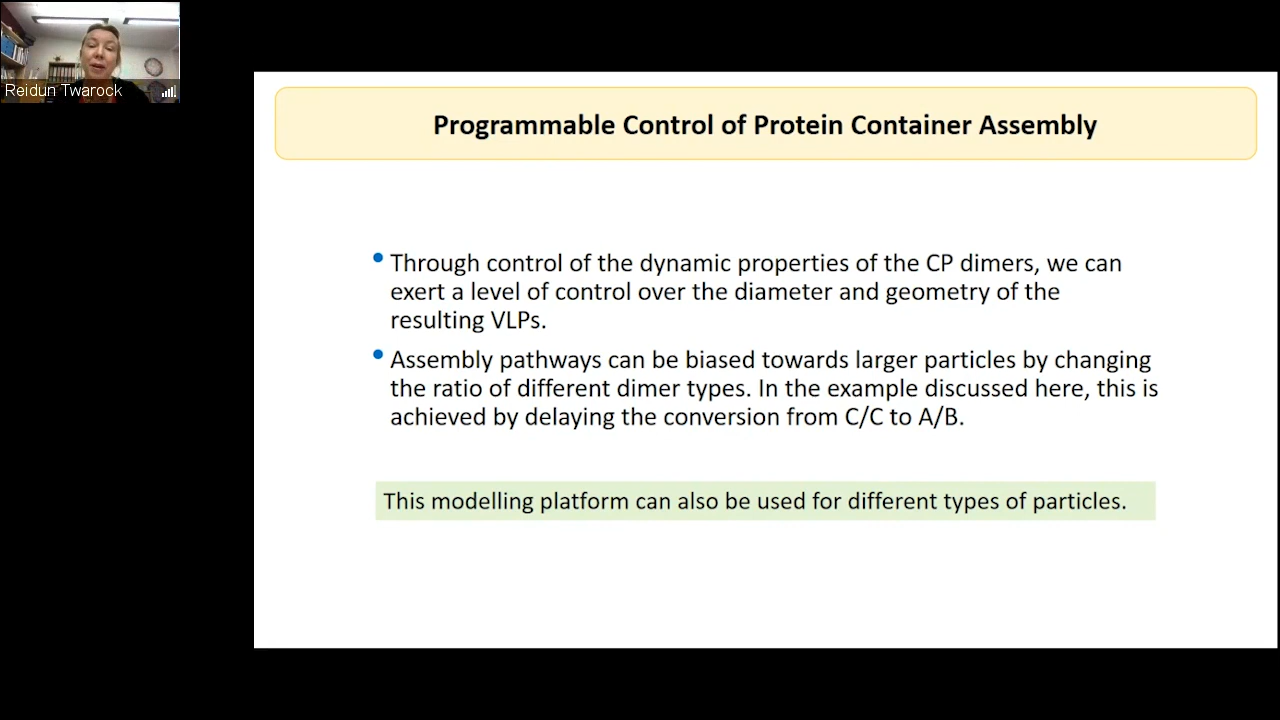 Reidun Twarock
Programmable Control of Protein Container Assembly
Through control of the dynamic properties of the CP dimers, we can
exert a level of control over the diameter and geometry of the
resulting VLPs.
Assembly pathways can be biased towards larger particles by changing
the ratio of different dimer types. In the example discussed here, this is
achieved by delaying the conversion from C/C to A/B.
This modelling platform can also be used for different types of particles.